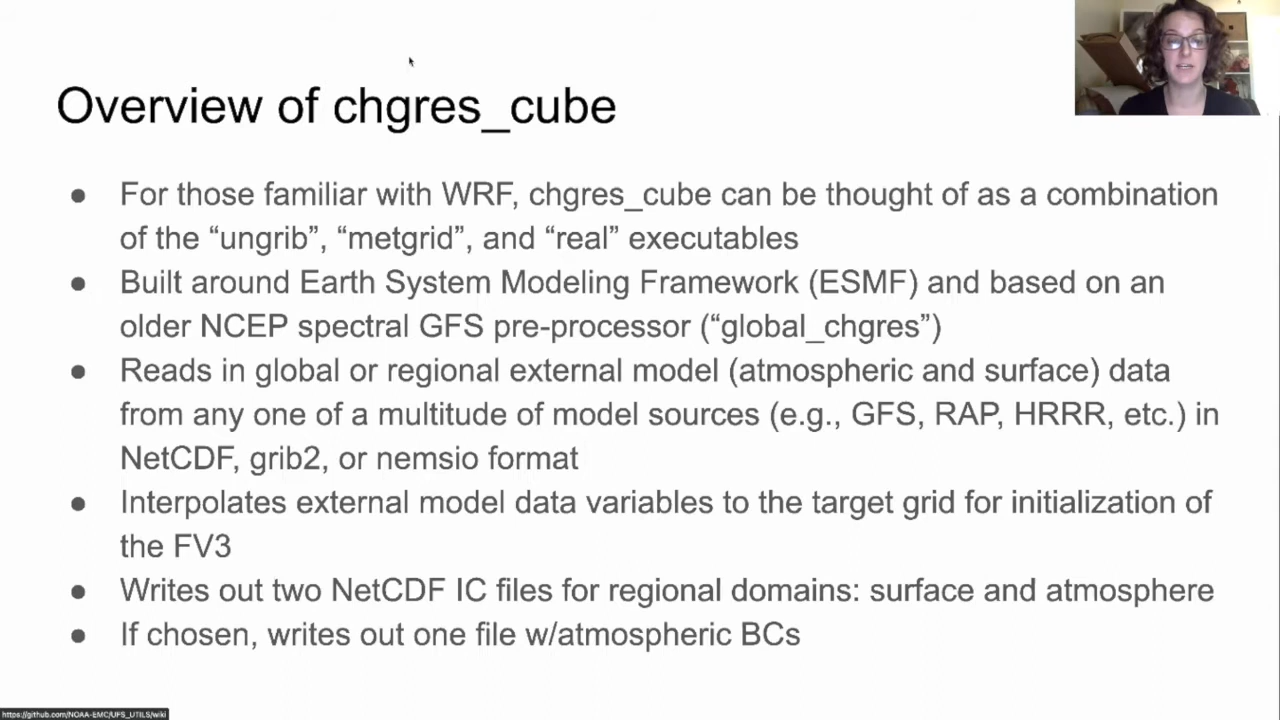 Overview of chgres_cube
● For those familiar with WRF, chgres_cube can be thought of as a combination
of the “ungrib”, “metgrid”, and “real” executables
● Built around Earth System Modeling Framework (ESMF) and based on an
older NCEP spectral GFS pre-processor (“global_chgres”)
● Reads in global or regional external model (atmospheric and surface) data
from any one of a multitude of model sources (e.g., GFS, RAP, HRRR, etc.) in
NetCDF, grib2, or nemsio format
● Interpolates external model data variables to the target grid for initialization of
the FV3
● Writes out two NetCDF IC files for regional domains: surface and atmosphere
● If chosen, writes out one file w/atmospheric BCs
https://github.com/NOAA-EMC/UFS_UTILS/wiki